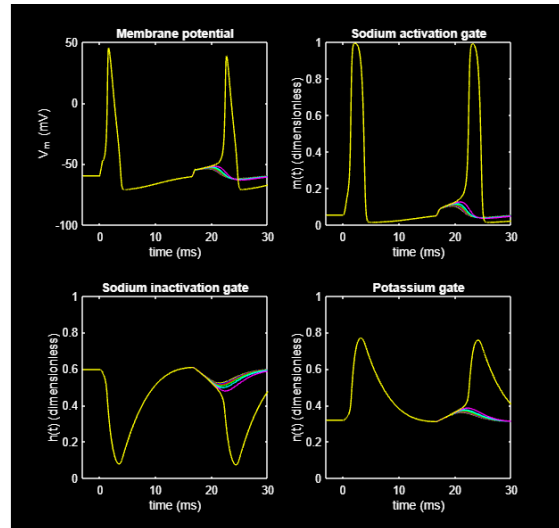 Membrane potential
50
0
-50
-100
V_m (mV)
0 10 20 30
time (ms)
Sodium activation gate
1
0.8
0.6
0.4
0.2
0
m(t) (dimensionless)
0 10 20 30
time (ms)
Sodium inactivation gate
1
0.8
0.6
0.4
0.2
0
h(t) (dimensionless)
0 10 20 30
time (ms)
Potassium gate
1
0.8
0.6
0.4
0.2
0
n(t) (dimensionless)
0 10 20 30
time (ms)